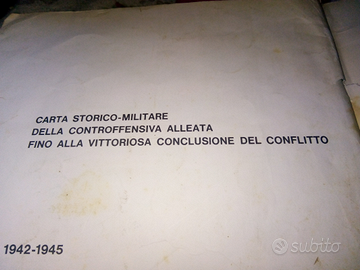 CARTA STORICO-MILITARE
DELLA CONTROFFENSIVA ALLEATA
FINO ALLA VITTORIOSA CONCLUSIONE DEL CONFLITTO
1942-1945
subito